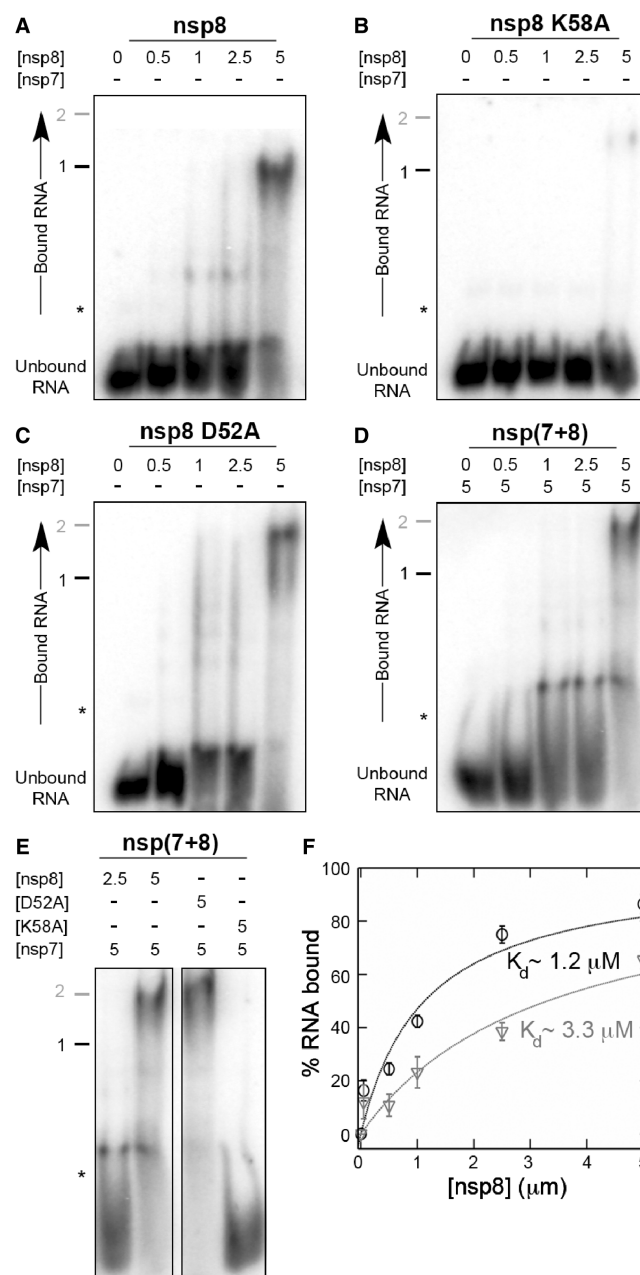 A
nsp8
[nsp8] 0 0.5 1 2.5 5
[nsp7] - - - - -
2
1
Bound RNA
*
Unbound
RNA
B
nsp8 K58A
[nsp8] 0 0.5 1 2.5 5
[nsp7] - - - - -
2
1
Bound RNA
*
Unbound
RNA
C
nsp8 D52A
[nsp8] 0 0.5 1 2.5 5
[nsp7] - - - - -
2
1
Bound RNA
*
Unbound
RNA
D
nsp(7+8)
[nsp8] 0 0.5 1 2.5 5
[nsp7] 5 5 5 5 5
2
1
Bound RNA
*
Unbound
RNA
E
nsp(7+8)
[nsp8] 2.5 5 - -
[D52A] - - 5 -
[K58A] - - - 5
[nsp7] 5 5 5 5
2
1
*
F
100
80
60
40
20
0
% RNA bound
Kd~ 1.2 μM
Kd~ 3.3 μM
0 2 4 5
[nsp8] (μm)